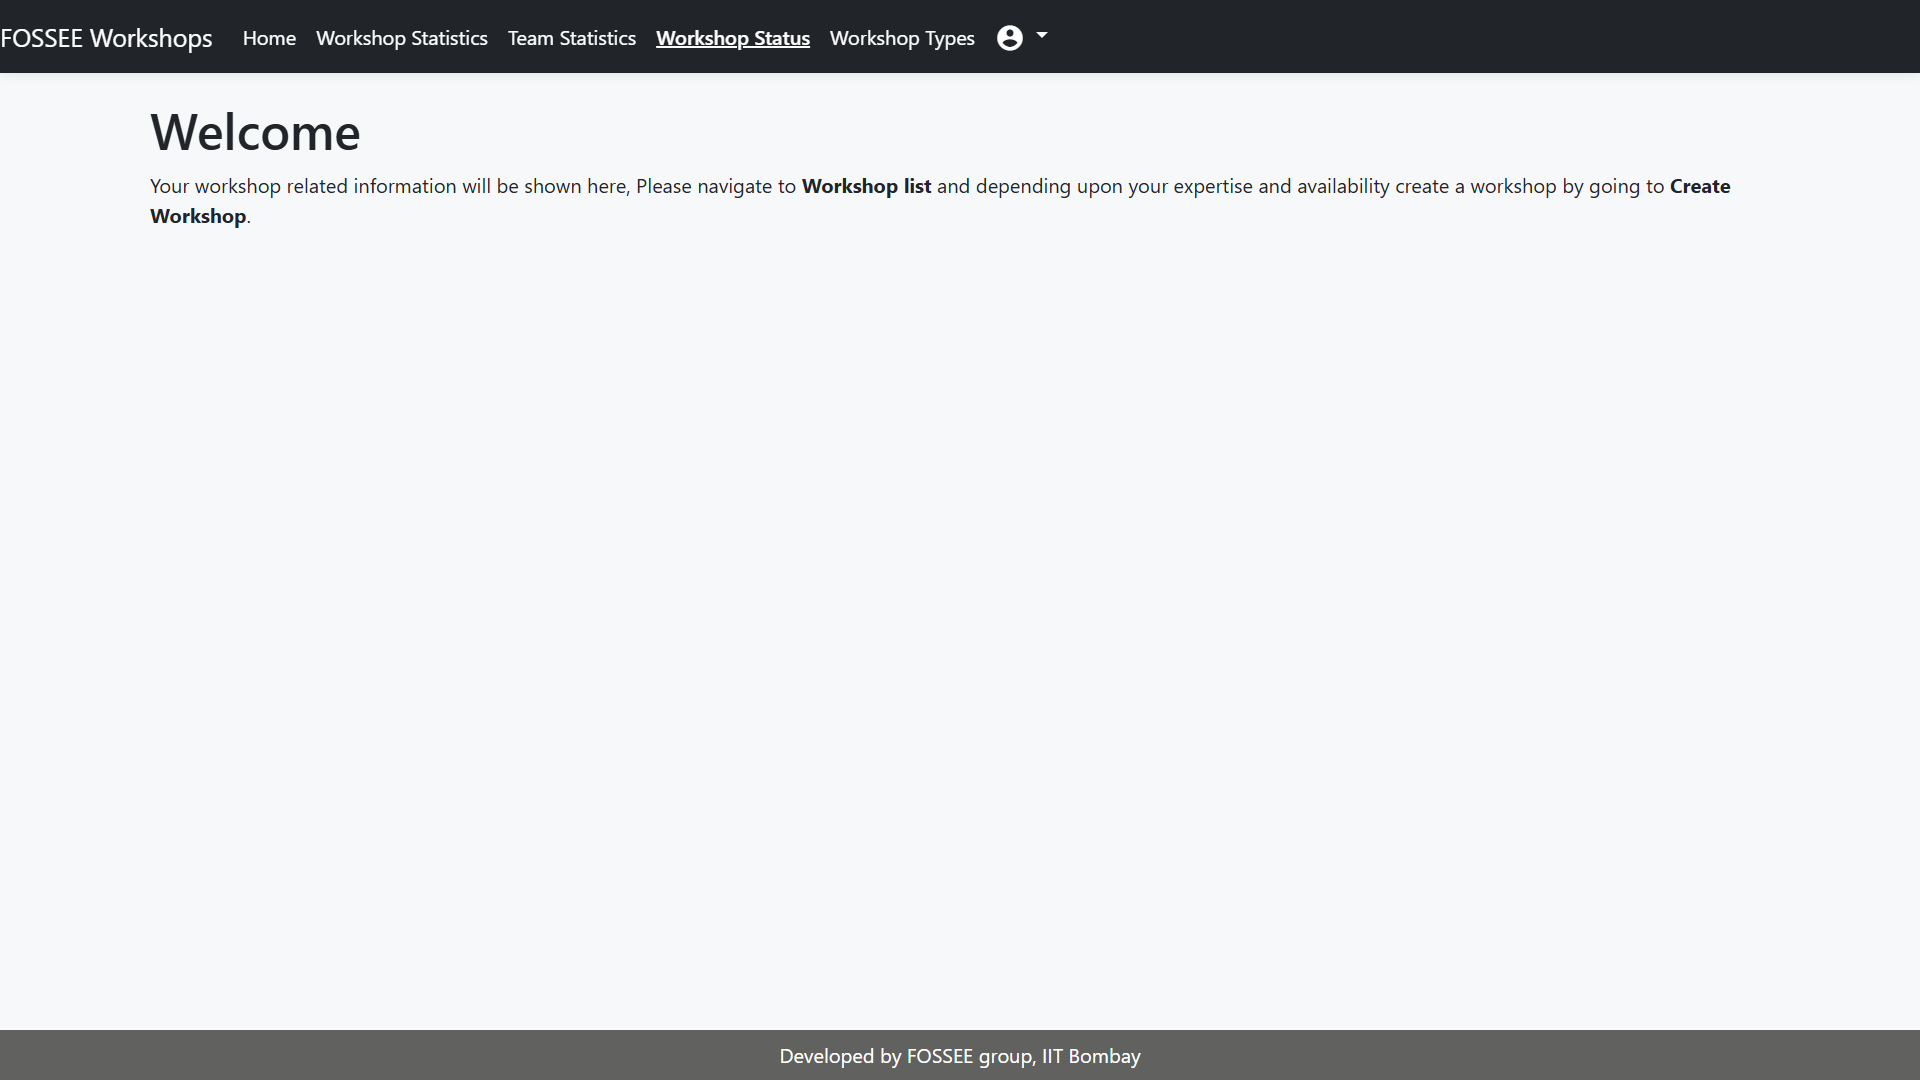 FOSSEE Workshops Home Workshop Statistics Team Statistics Workshop Status Workshop Types
Welcome
Your workshop related information will be shown here, Please navigate to Workshop list and depending upon your expertise and availability create a workshop by going to Create
Workshop.
Developed by FOSSEE group, IIT Bombay